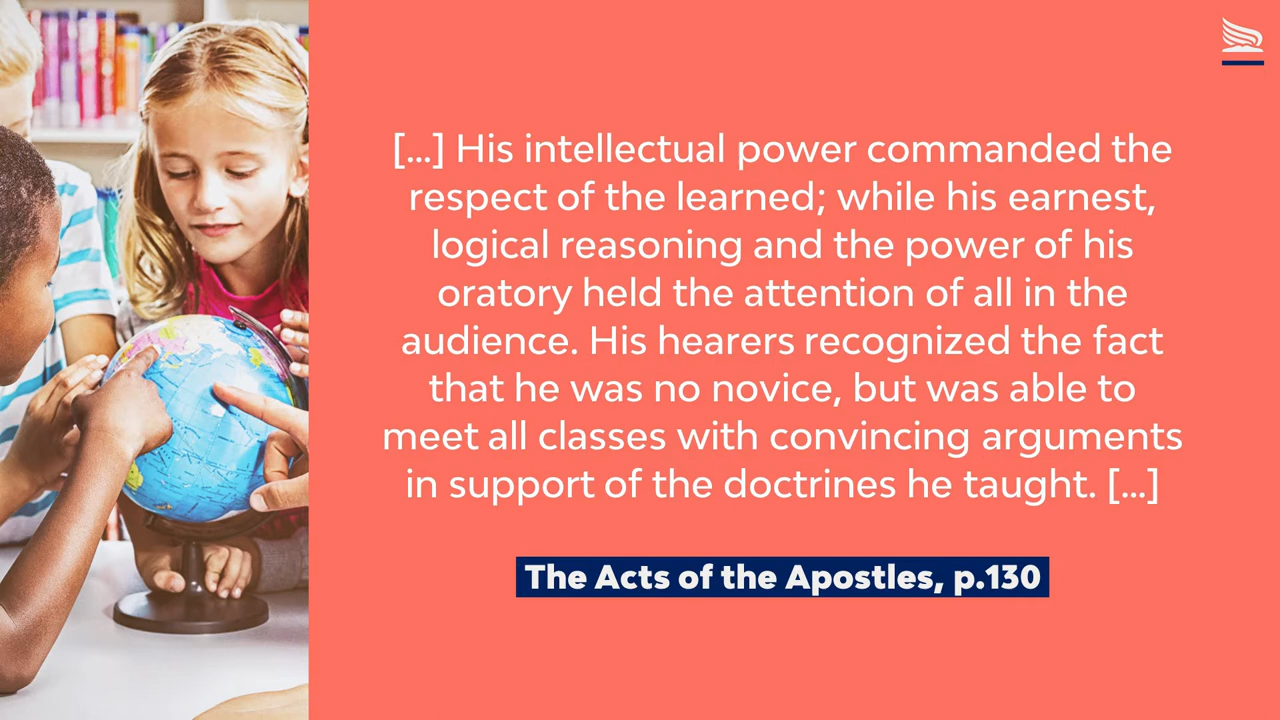 [...] His intellectual power commanded the
respect of the learned; while his earnest,
logical reasoning and the power of his
oratory held the attention of all in the
audience. His hearers recognized the fact
that he was no novice, but was able to
meet all classes with convincing arguments
in support of the doctrines he taught. [...]
The Acts of the Apostles, p.130